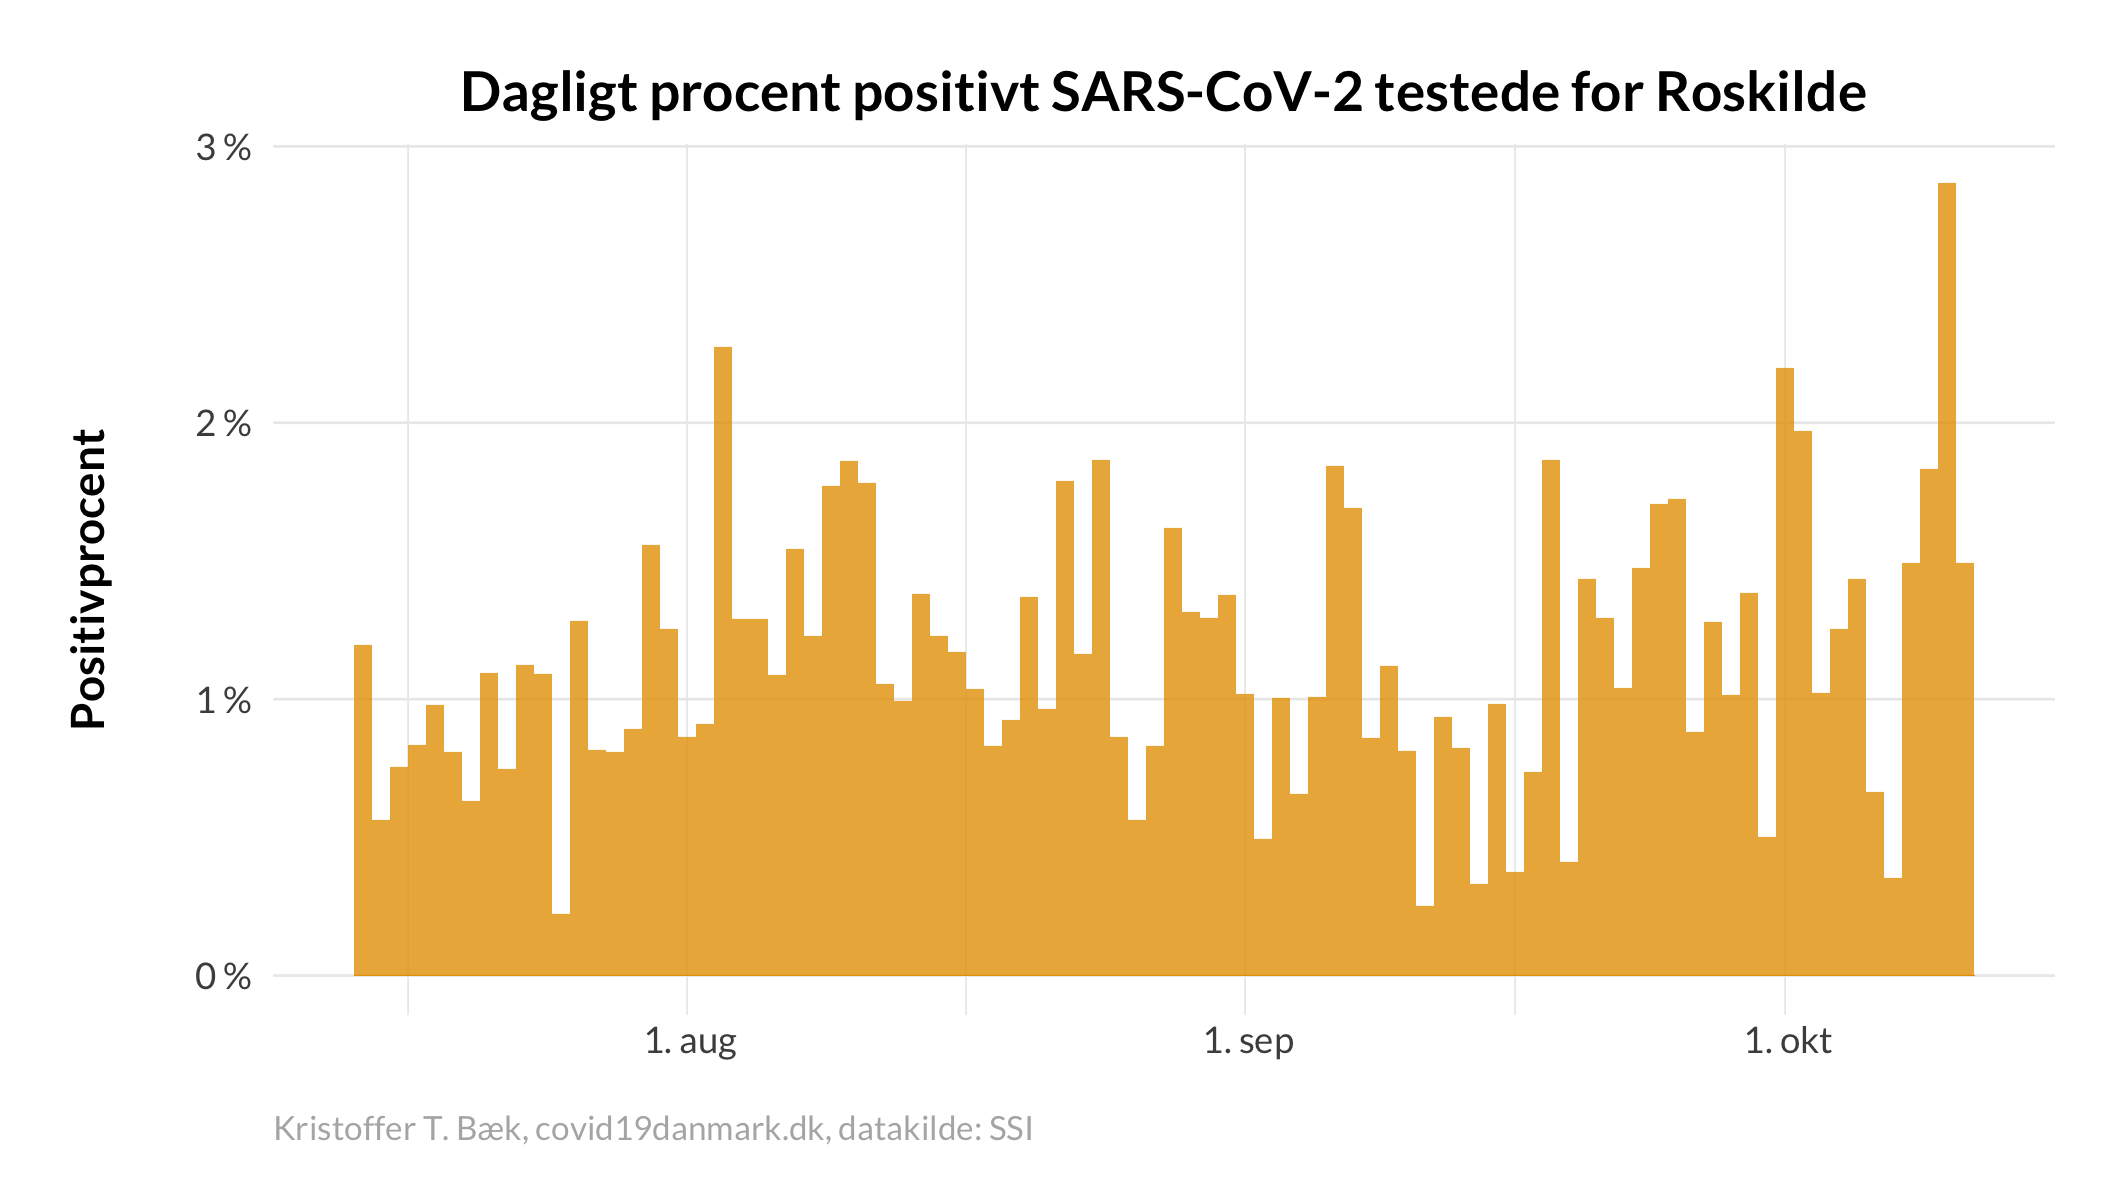 Dagligt procent positivt SARS-CoV-2 testede for Roskilde
Positivprocent
3 %
2 %
1 %
0 %
1. aug
1. sep
1. okt
Kristoffer T. Bæk, covid19danmark.dk, datakilde: SSI